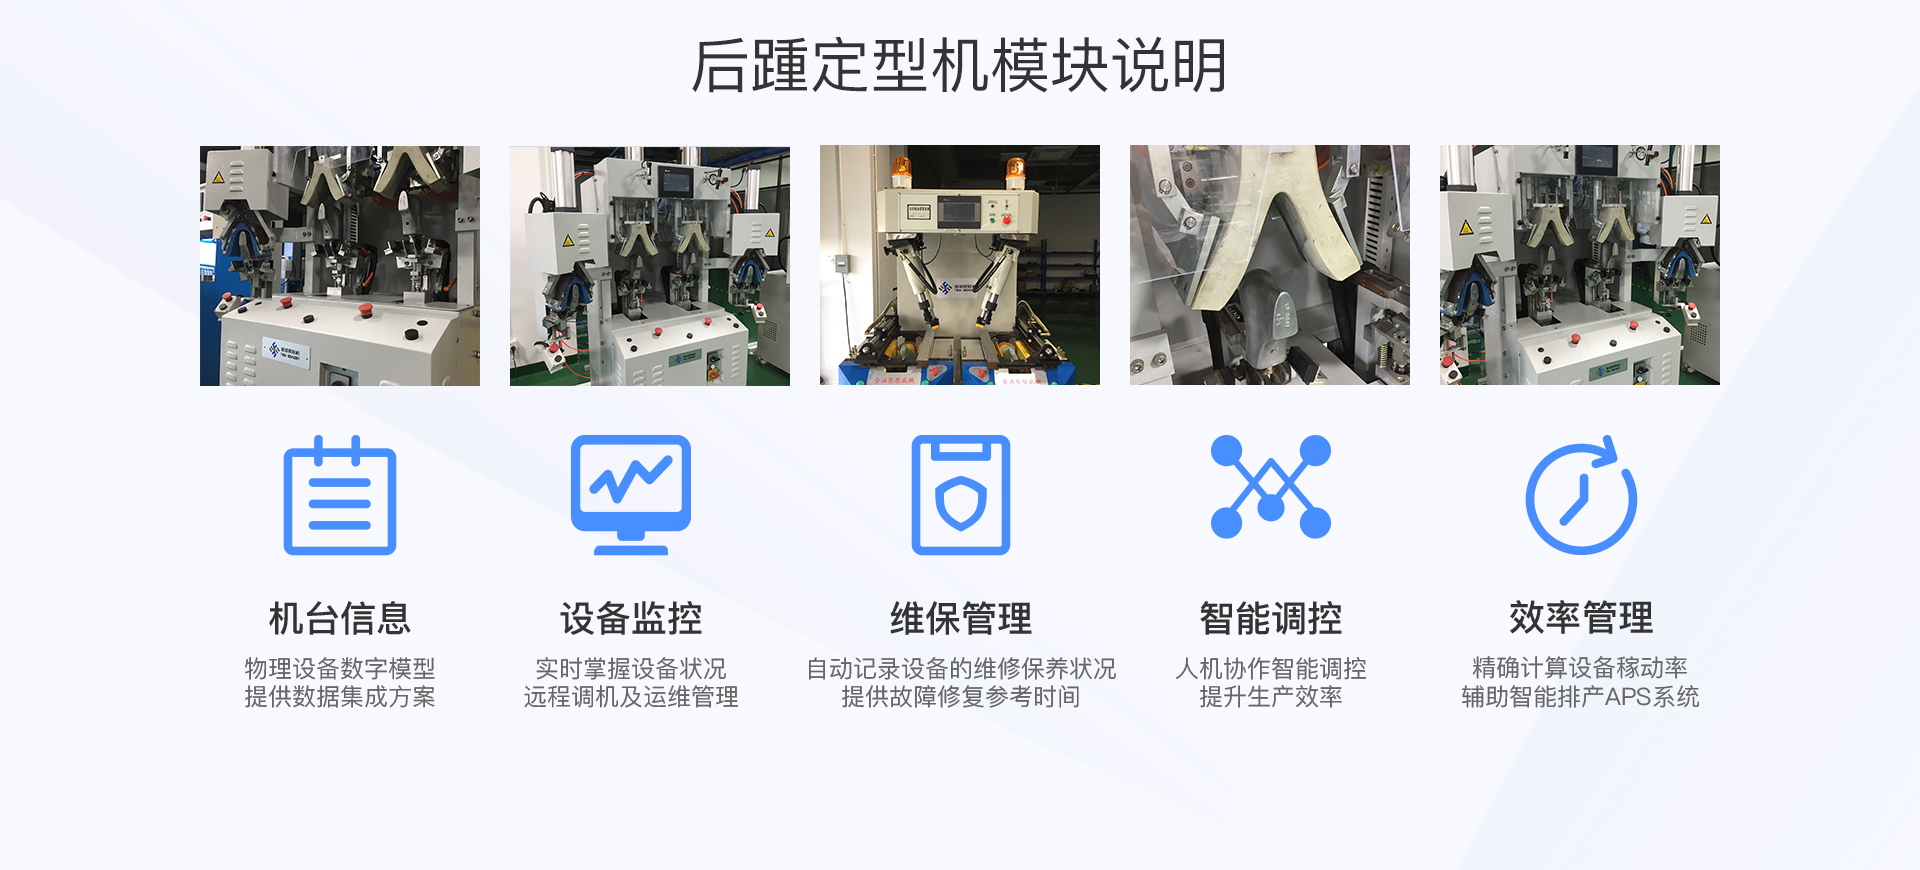 后踵定型机模块说明
机台信息
物理设备数字模型
提供数据集成方案
设备监控
实时掌握设备状况
远程调机及运维管理
维保管理
自动记录设备的维修保养状况
提供故障修复参考时间
智能调控
人机协作智能调控
提升生产效率
效率管理
精确计算设备稼动率
辅助智能排产APS系统